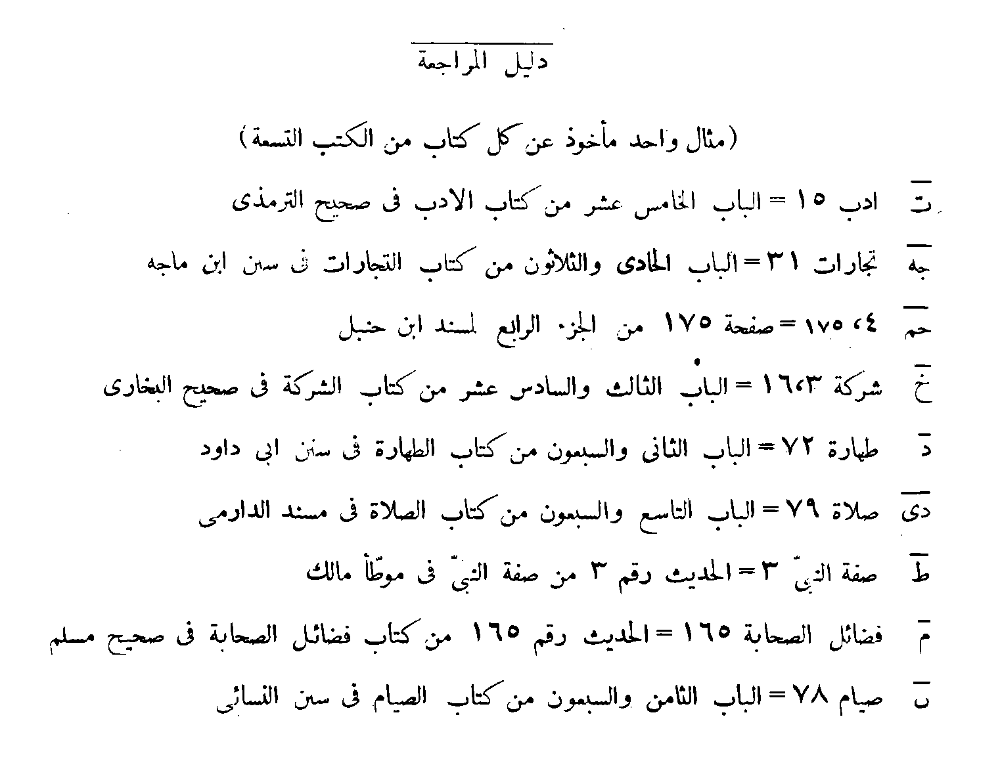 دليل المراجعة
(مثال واحد مأخوذ عن كل كتاب من الكتب التسعة)
ت ادب ١٥ = الباب الخامس عشر من كتاب الادب فى صحيح الترمذى
جه تجارات ٣١ = الباب الحادى والثلاثون من كتاب التجارات فى سنن ابن ماجه
حم ٤، ١٧٥ = صفحة ١٧٥ من الجزء الرابع لمسند ابن حنبل
خ شركة ٣،١٦ = الباب الثالث والسادس عشر من كتاب الشركة فى صحيح البخارى
د طهارة ٧٢ = الباب الثانى والسبعون من كتاب الطهارة فى سنن ابى داود
دى صلاة ٧٩ = الباب التاسع والسبعون من كتاب الصلاة فى مسند الدارمى
ط صفة النبىّ ٣ = الحديث رقم ٣ من صفة النبىّ فى موطّأ مالك
م فضائل الصحابة ١٦٥ = الحديث رقم ١٦٥ من كتاب فضائل الصحابة فى صحيح مسلم
ن صيام ٧٨ = الباب الثامن والسبعون من كتاب الصيام فى سنن النسائى